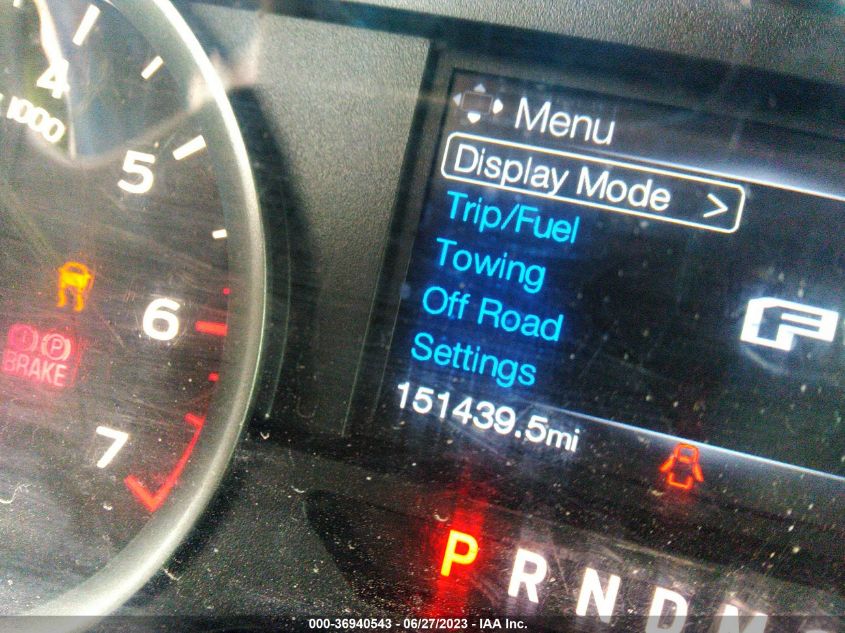 4
x 1000
5
6
7
BRAKE
P
Menu
Display Mode >
Trip/Fuel
Towing
Off Road
Settings
151439.5mi
P R N D M
000-36940543 - 06/27/2023 - IAA Inc.